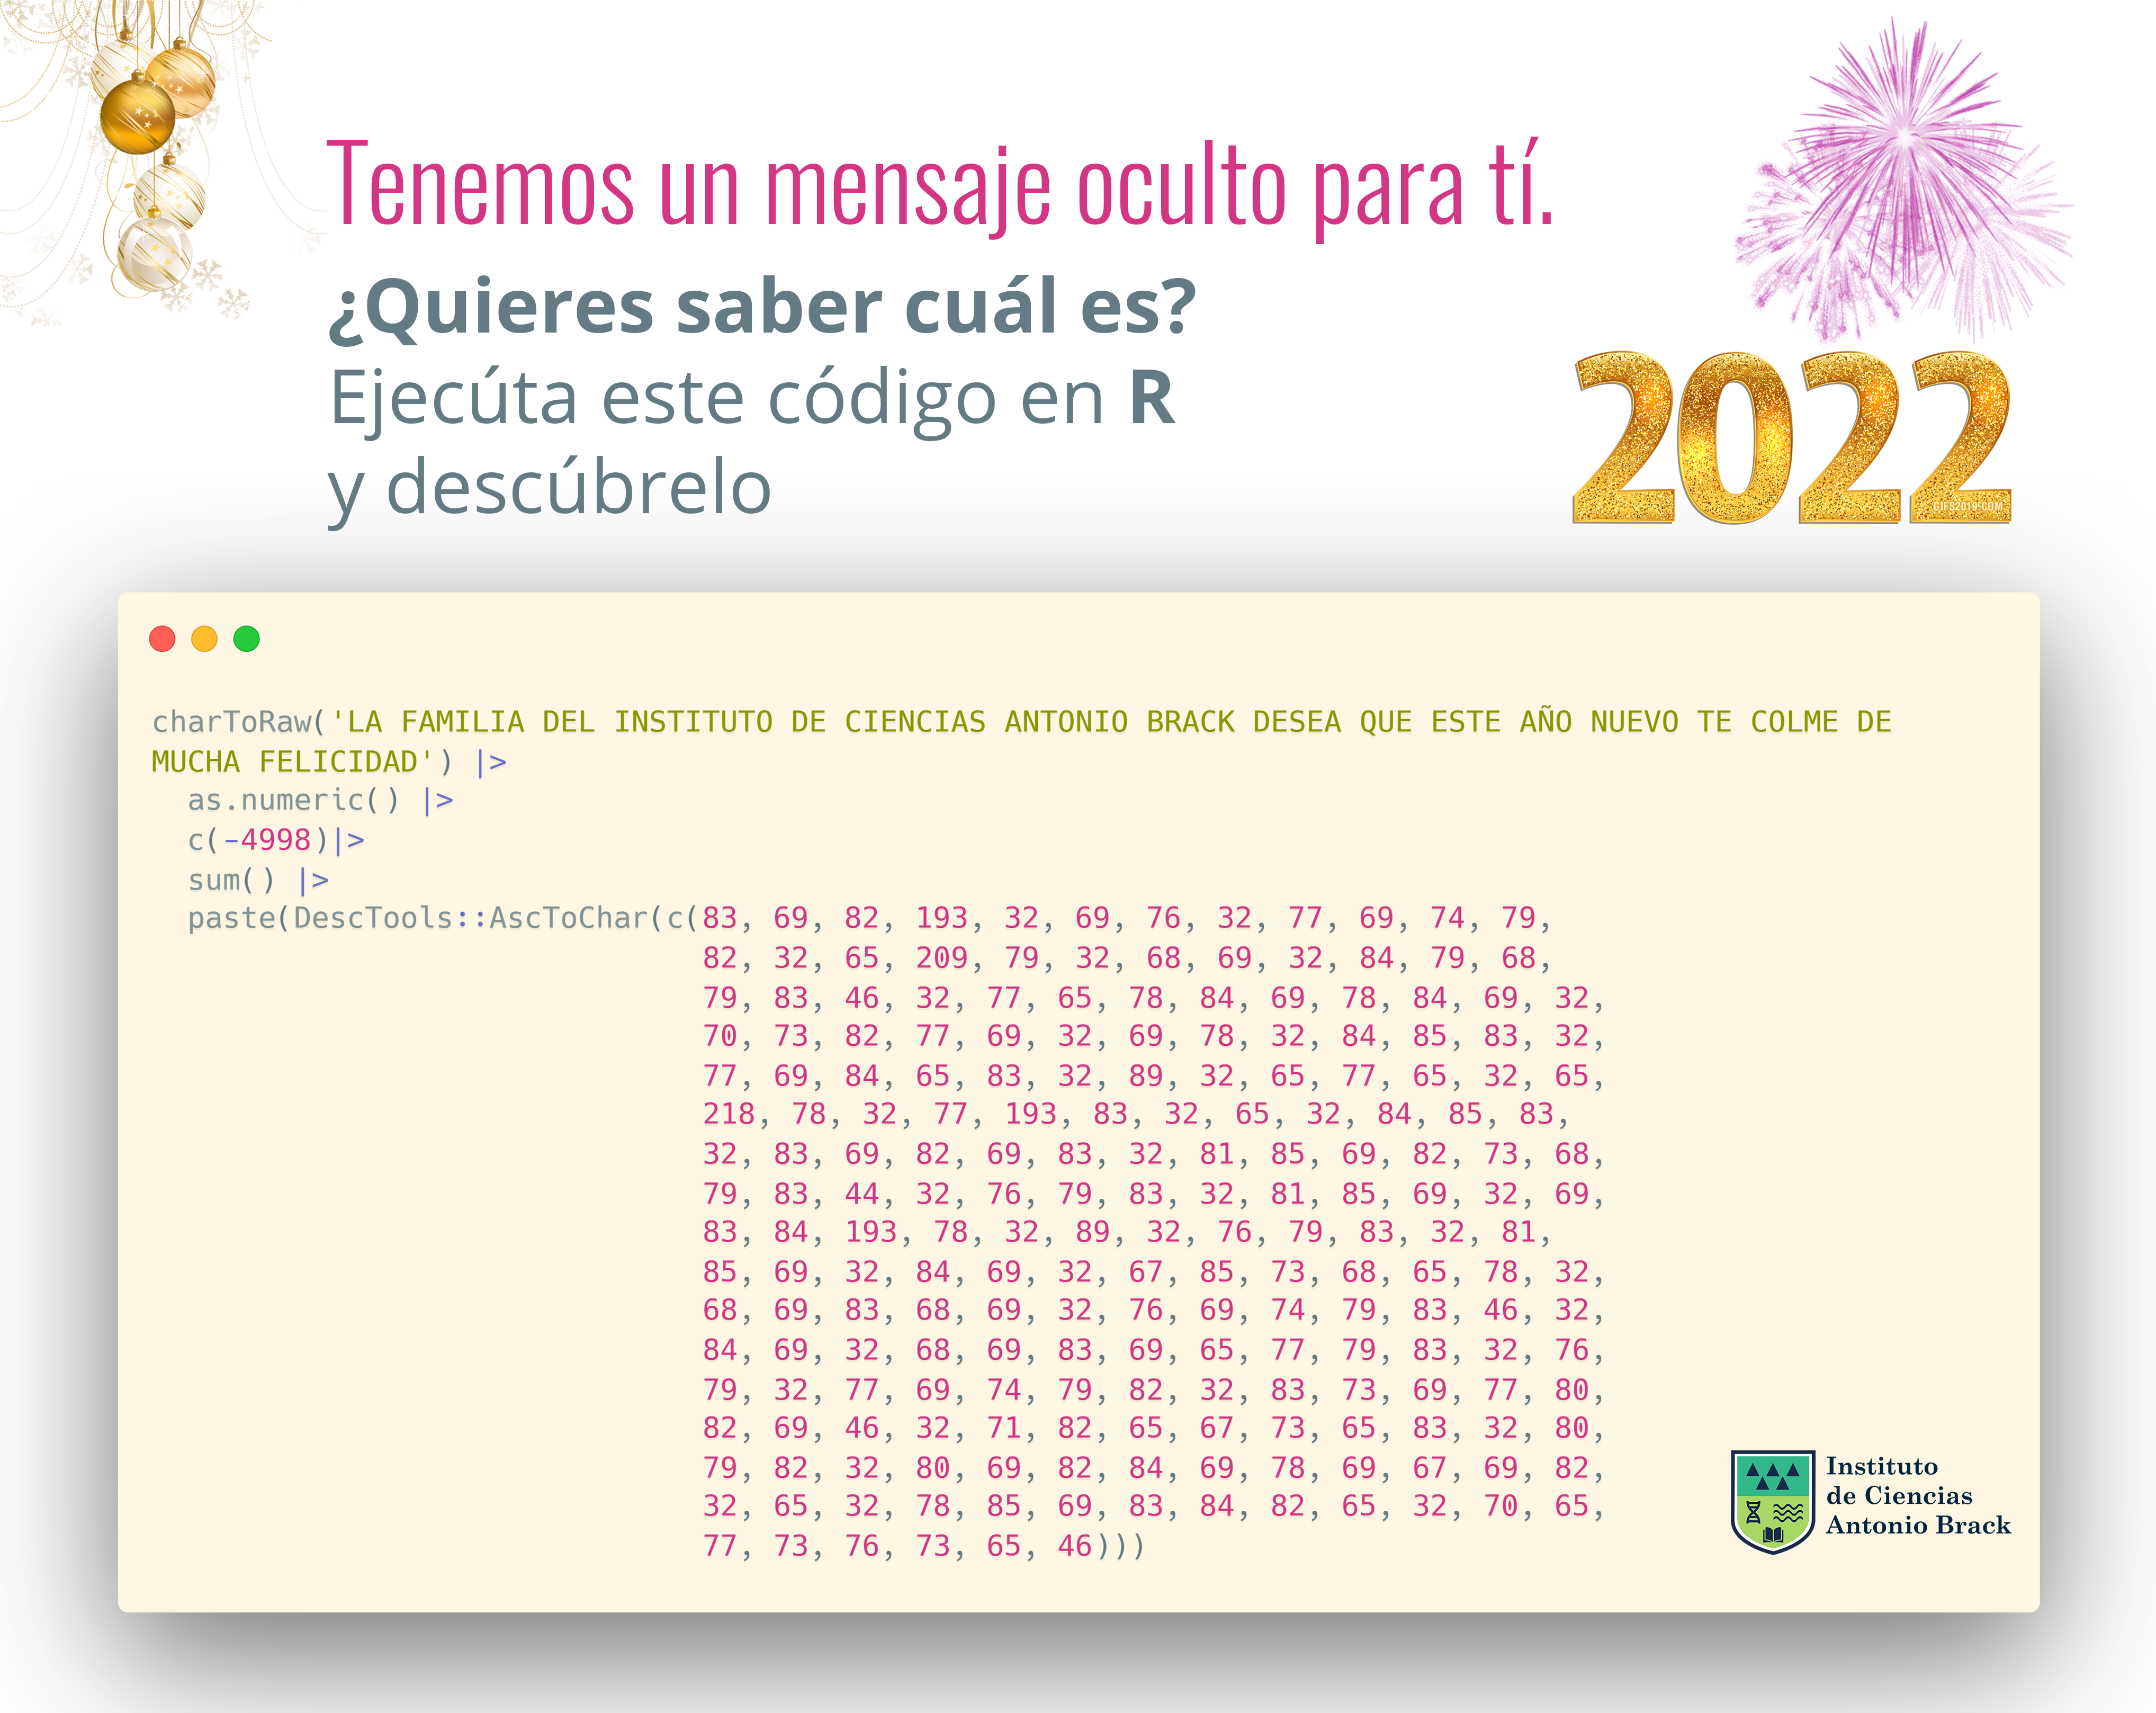 Tenemos un mensaje oculto para tí.
¿Quieres saber cuál es?
Ejecúta este código en R
y descúbrelo
2022
GIFS2019.COM
charToRaw('LA FAMILIA DEL INSTITUTO DE CIENCIAS ANTONIO BRACK DESEA QUE ESTE AÑO NUEVO TE COLME DE
MUCHA FELICIDAD') |>
  as.numeric() |>
  c(-4998)|>
  sum() |>
  paste(DescTools::AscToChar(c(83, 69, 82, 193, 32, 69, 76, 32, 77, 69, 74, 79,
82, 32, 65, 209, 79, 32, 68, 69, 32, 84, 79, 68,
79, 83, 46, 32, 77, 65, 78, 84, 69, 78, 84, 69, 32,
70, 73, 82, 77, 69, 32, 69, 78, 32, 84, 85, 83, 32,
77, 69, 84, 65, 83, 32, 89, 32, 65, 77, 65, 32, 65,
218, 78, 32, 77, 193, 83, 32, 65, 32, 84, 85, 83,
32, 83, 69, 82, 69, 83, 32, 81, 85, 69, 82, 73, 68,
79, 83, 44, 32, 76, 79, 83, 32, 81, 85, 69, 32, 69,
83, 84, 193, 78, 32, 89, 32, 76, 79, 83, 32, 81,
85, 69, 32, 84, 69, 32, 67, 85, 73, 68, 65, 78, 32,
68, 69, 83, 68, 69, 32, 76, 69, 74, 79, 83, 46, 32,
84, 69, 32, 68, 69, 83, 69, 65, 77, 79, 83, 32, 76,
79, 32, 77, 69, 74, 79, 82, 32, 83, 73, 69, 77, 80,
82, 69, 46, 32, 71, 82, 65, 67, 73, 65, 83, 32, 80,
79, 82, 32, 80, 69, 82, 84, 69, 78, 69, 67, 69, 82,
32, 65, 32, 78, 85, 69, 83, 84, 82, 65, 32, 70, 65,
77, 73, 76, 73, 65, 46)))
Instituto
de Ciencias
Antonio Brack